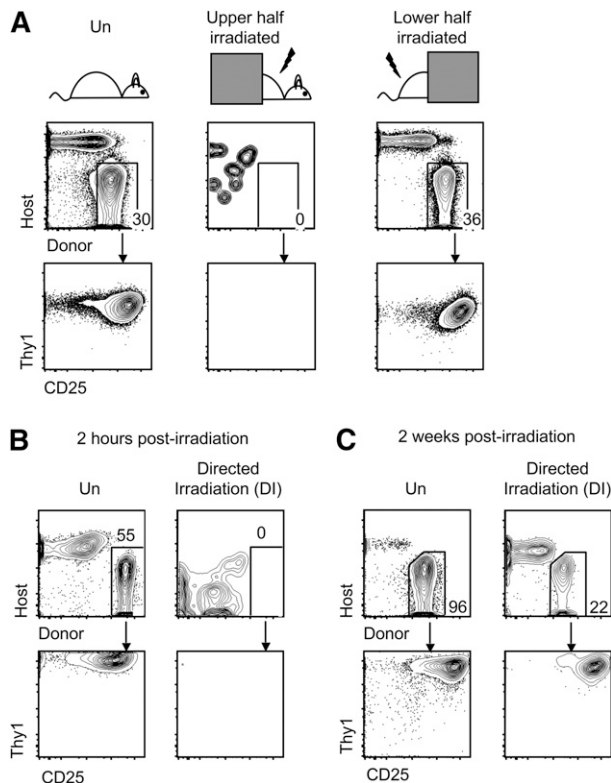 A
Un
Upper half irradiated
Lower half irradiated
Host
30
0
36
Donor
Thy1
CD25
B
2 hours post-irradiation
Un
Directed Irradiation (DI)
Host
55
0
Donor
Thy1
CD25
C
2 weeks post-irradiation
Un
Directed Irradiation (DI)
Host
96
22
Donor
Thy1
CD25